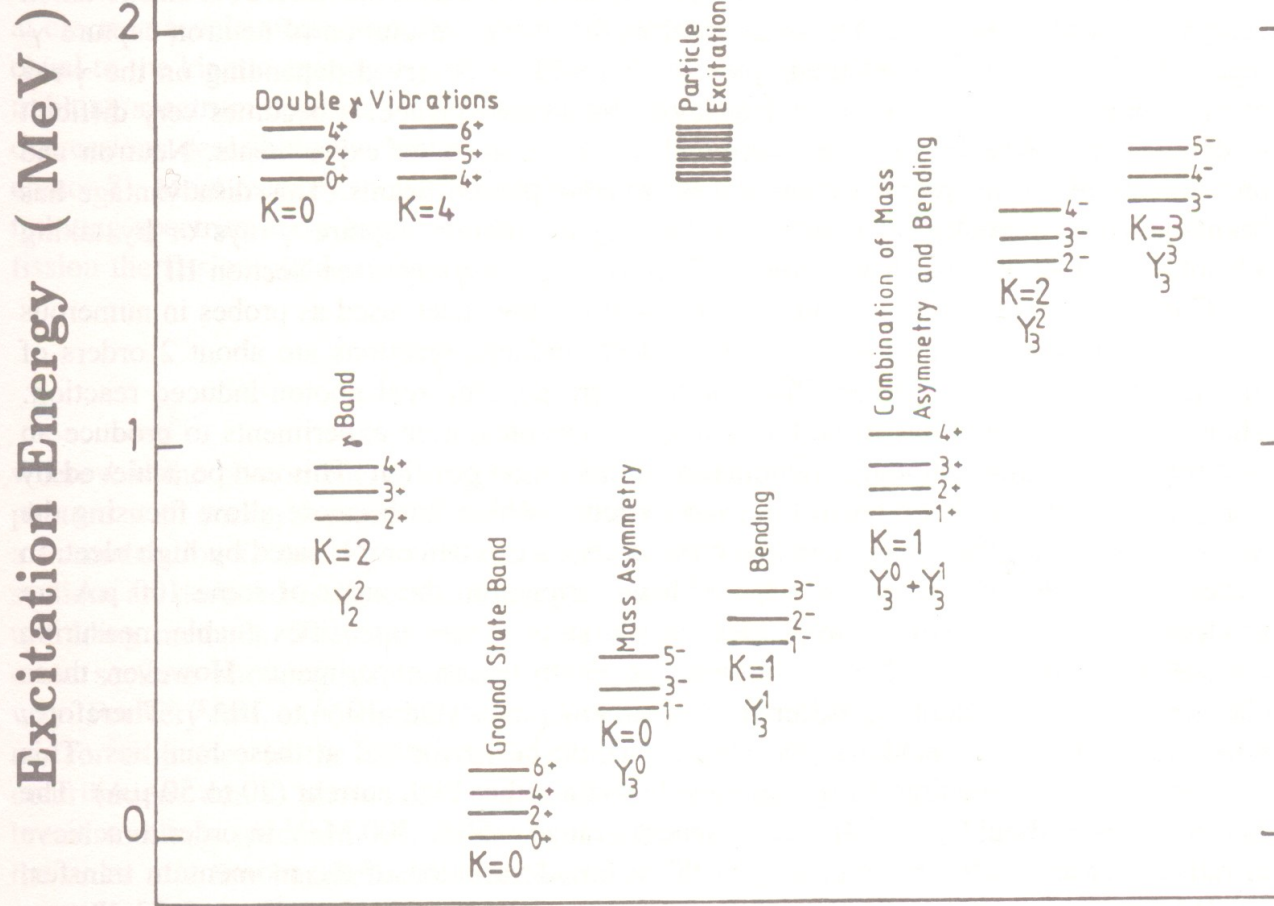 Excitation Energy ( Mev )
2
1
0
Double γ Vibrations
4+
2+
0+
K=0
6+
5+
4+
K=4
Particle
Excitation
γ Band
4+
3+
2+
K=2
Y₂²
Ground State Band
6+
4+
2+
0+
K=0
Mass Asymmetry
5-
3-
1-
K=0
Y₃⁰
Bending
3-
2-
1-
K=1
Y₃¹
Combination of Mass
Asymmetry and Bending
4+
3+
2+
1+
K=1
Y₃⁰+Y₃¹
4-
3-
2-
K=2
Y₃²
5-
4-
3-
K=3
Y₃³